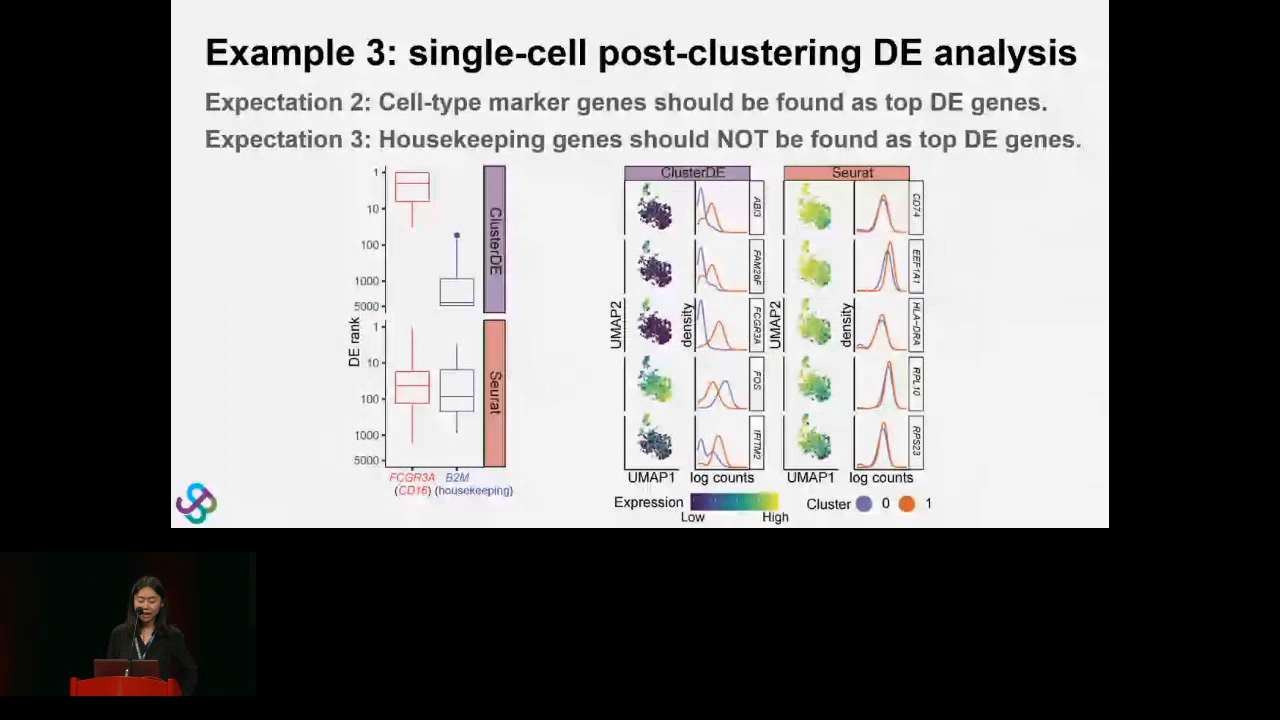 Example 3: single-cell post-clustering DE analysis
Expectation 2: Cell-type marker genes should be found as top DE genes.
Expectation 3: Housekeeping genes should NOT be found as top DE genes.
DE rank
1
10
100
1000
5000
ClusterDE
1
10
100
1000
5000
Seurat
FCGR3A B2M
(CD16) (housekeeping)
ClusterDE Seurat
UMAP2
density
ABI3
FAM26F
FCGR3A
FOS
IFITM2
UMAP2
density
CD74
EEF1A1
HLA-DRA
RPL10
RPS23
UMAP1 log counts UMAP1 log counts
Expression
Low High
Cluster 0 1